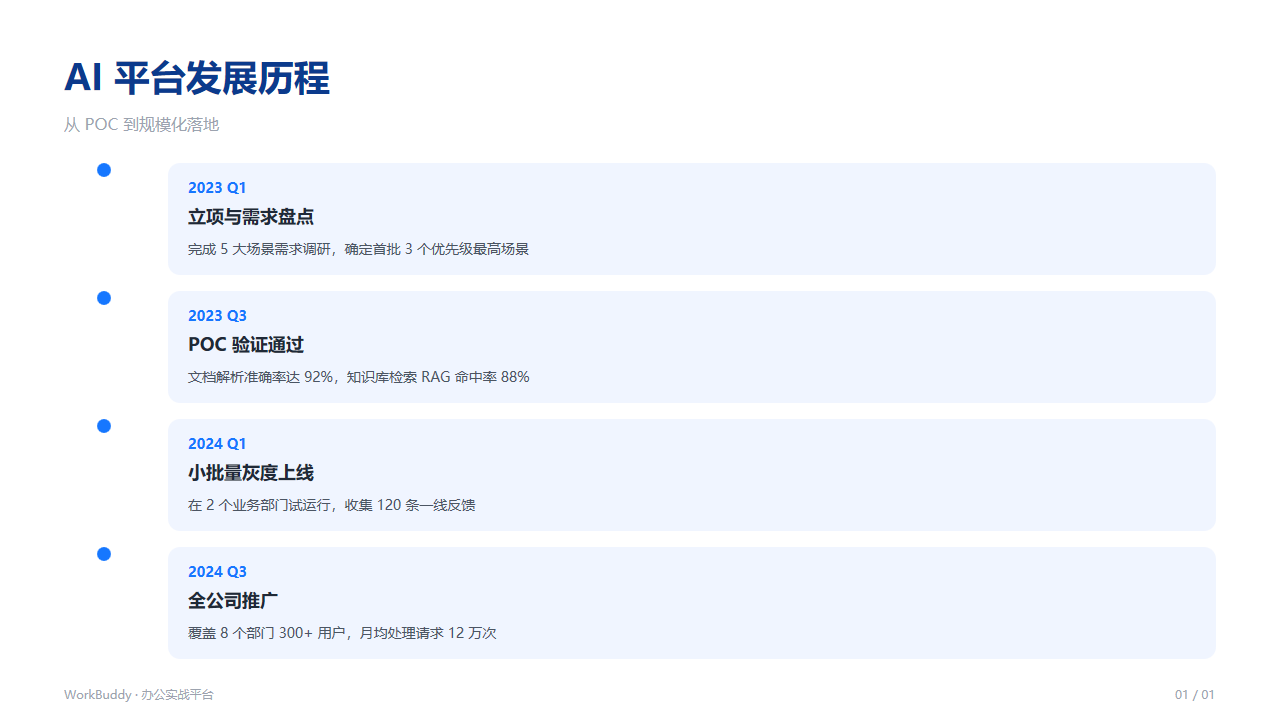 AI 平台发展历程
从 POC 到规模化落地
2023 Q1
立项与需求盘点
完成 5 大场景需求调研，确定首批 3 个优先级最高场景
2023 Q3
POC 验证通过
文档解析准确率达 92%，知识库检索 RAG 命中率 88%
2024 Q1
小批量灰度上线
在 2 个业务部门试运行，收集 120 条一线反馈
2024 Q3
全公司推广
覆盖 8 个部门 300+ 用户，月均处理请求 12 万次
WorkBuddy · 办公实战平台
01 / 01